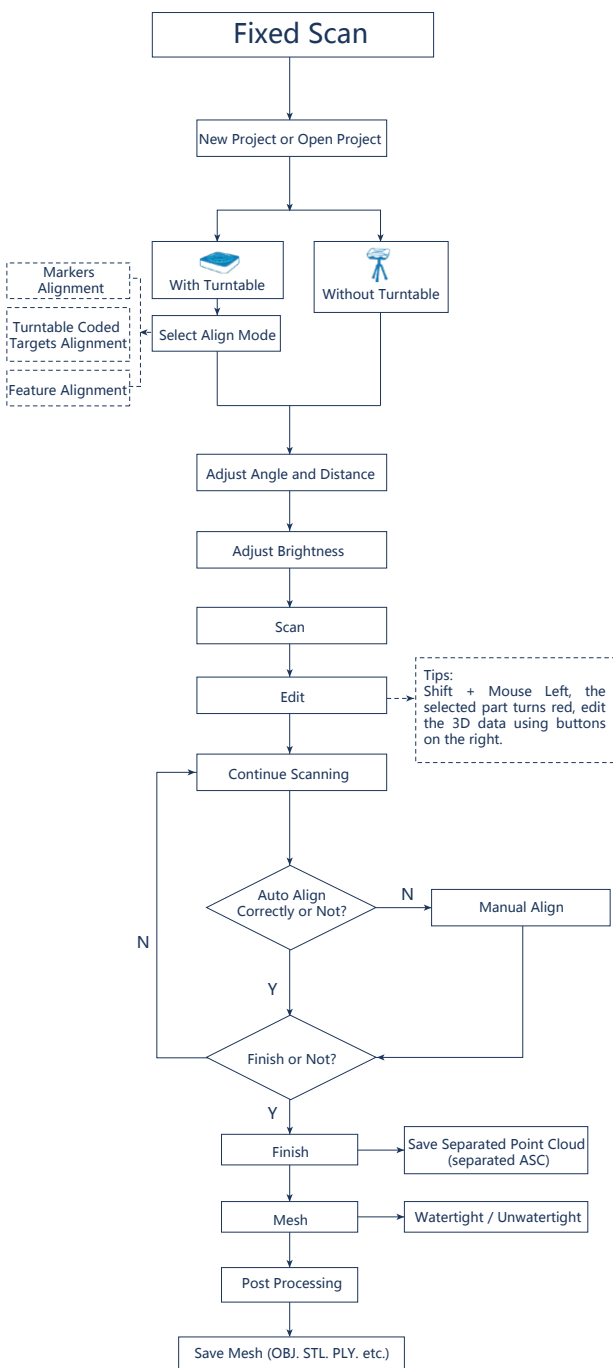 Fixed Scan
New Project or Open Project
With Turntable
Without Turntable
Markers
Alignment
Turntable Coded
Targets Alignment
Feature Alignment
Select Align Mode
Adjust Angle and Distance
Adjust Brightness
Scan
Edit
Tips:
Shift + Mouse Left, the
selected part turns red, edit
the 3D data using buttons
on the right.
Continue Scanning
Auto Align
Correctly or Not?
N
Manual Align
N
Y
Finish or Not?
Y
Finish
Save Separated Point Cloud
(separated ASC)
Mesh
Watertight / Unwatertight
Post Processing
Save Mesh (OBJ. STL. PLY. etc.)